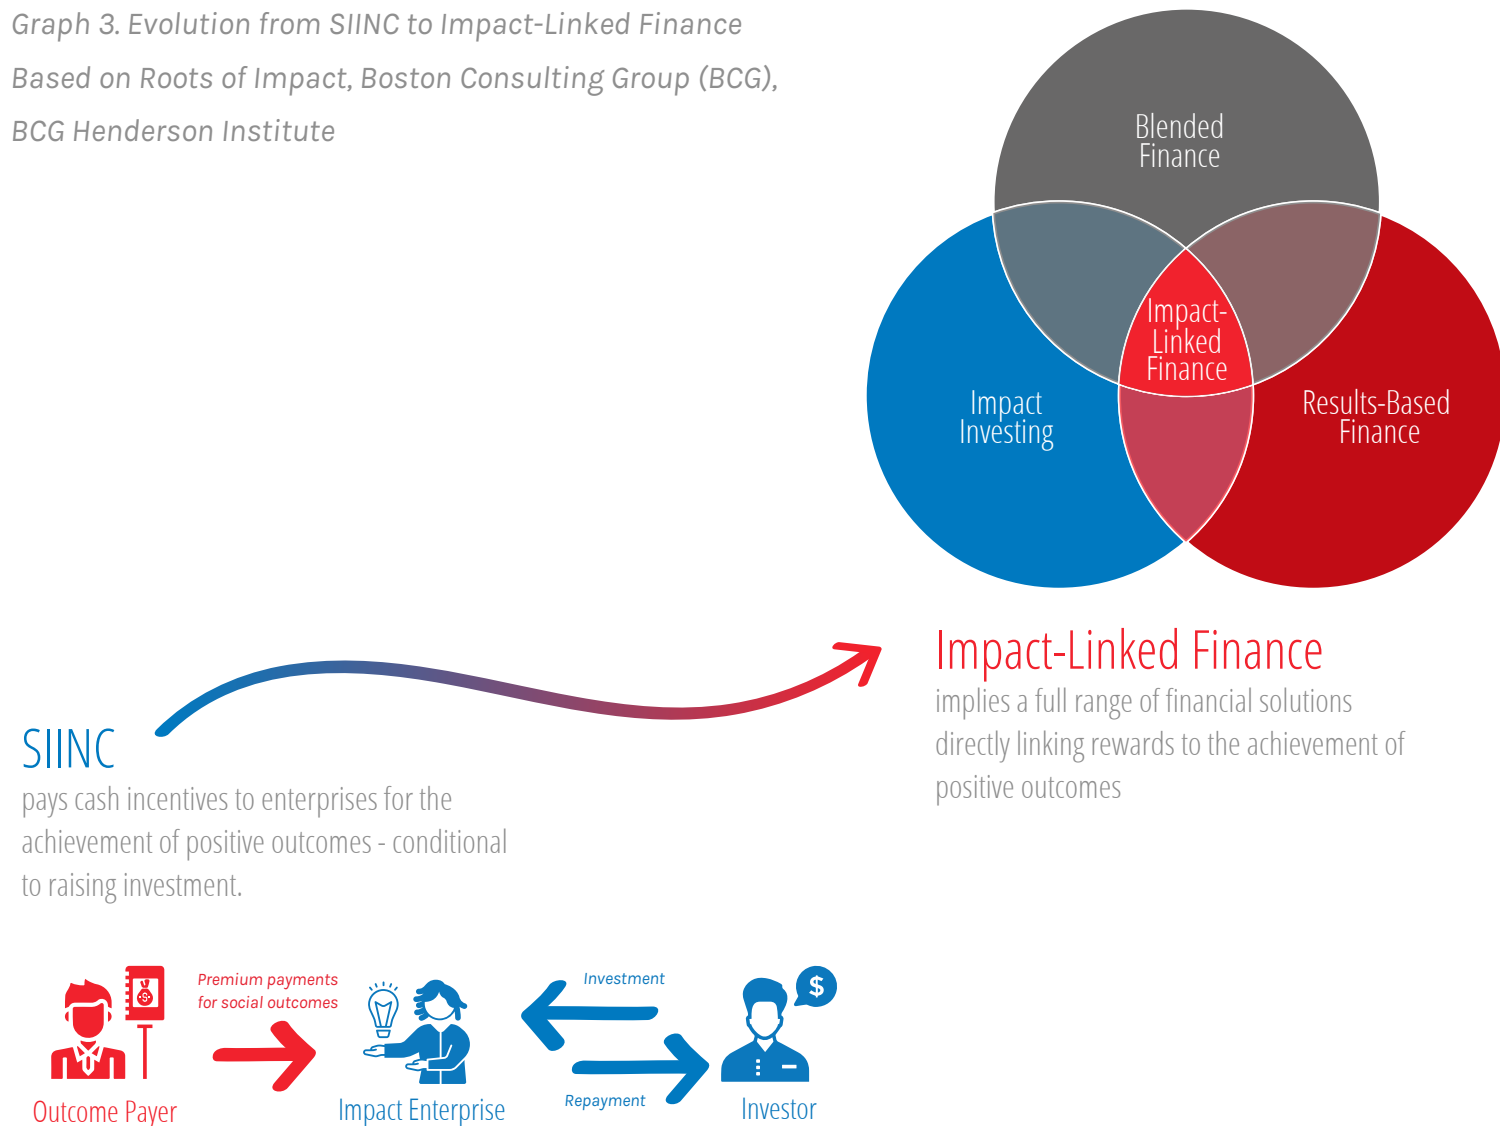 Graph 3. Evolution from SIINC to Impact-Linked Finance
Based on Roots of Impact, Boston Consulting Group (BCG),
BCG Henderson Institute
Blended
Finance
Impact-
Linked
Finance
Impact
Investing
Results-Based
Finance
Impact-Linked Finance
implies a full range of financial solutions
directly linking rewards to the achievement of
positive outcomes
SIINC
pays cash incentives to enterprises for the
achievement of positive outcomes - conditional
to raising investment.
Premium payments
for social outcomes
Investment
$
$
Repayment
Outcome Payer
Impact Enterprise
Investor